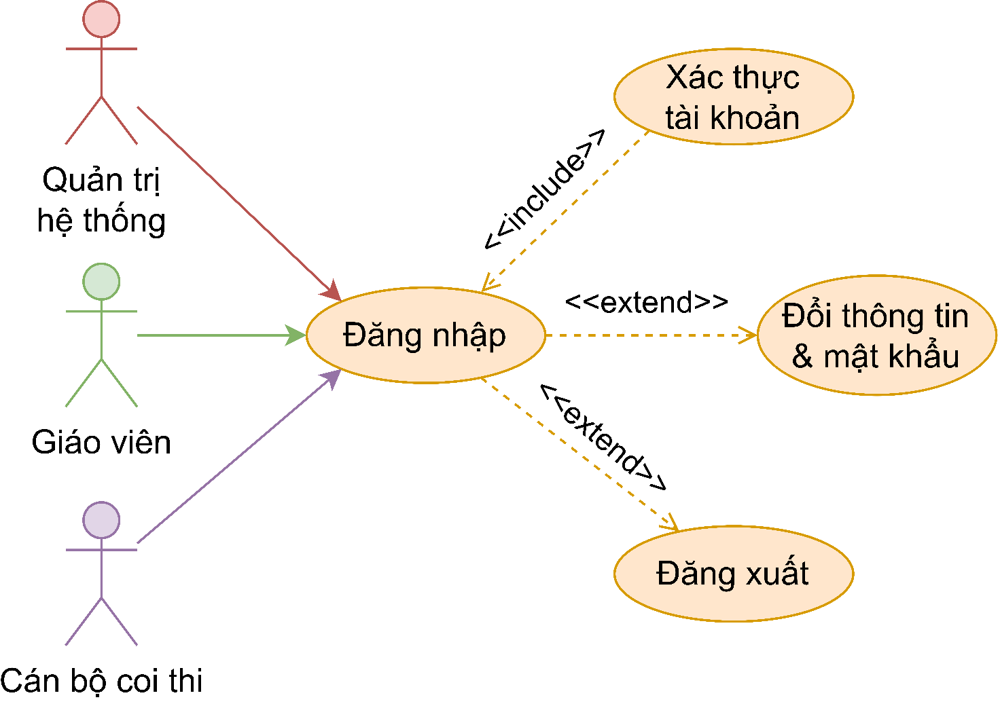 Quản trị
hệ thống
Giáo viên
Cán bộ coi thi
Đăng nhập
<<include>>
Xác thực
tài khoản
<<extend>>
Đổi thông tin
& mật khẩu
<<extend>>
Đăng xuất